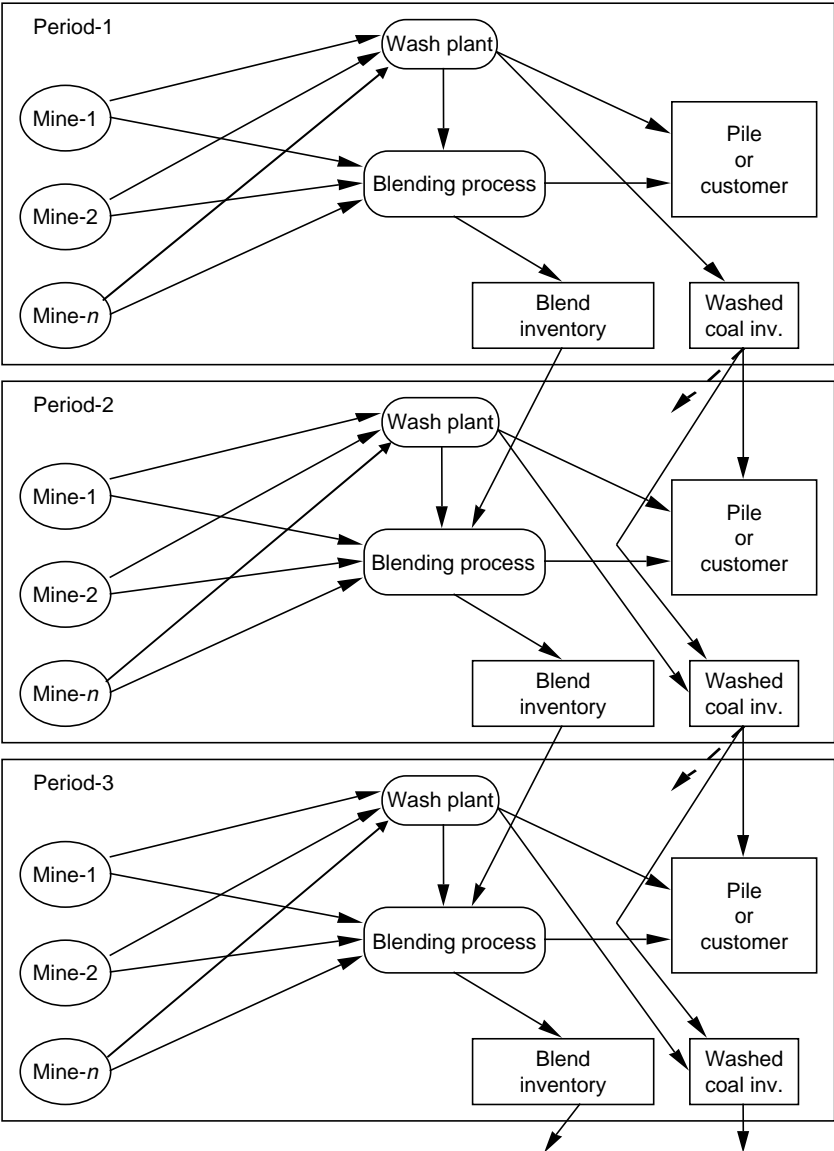 Period-1
Wash plant
Mine-1
Pile
or
customer
Blending process
Mine-2
Mine-n
Blend
inventory
Washed
coal inv.
Period-2
Wash plant
Mine-1
Pile
or
customer
Blending process
Mine-2
Mine-n
Blend
inventory
Washed
coal inv.
Period-3
Wash plant
Mine-1
Pile
or
customer
Blending process
Mine-2
Mine-n
Blend
inventory
Washed
coal inv.